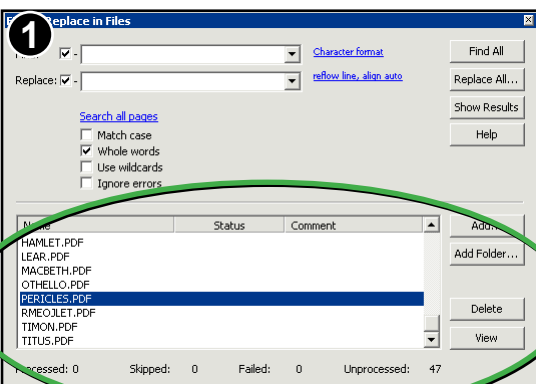 1
Replace in Files
Character format
Find All
Replace:
-
reflow line, align auto
Replace All...
Search all pages
Show Results
Match case
Help
Whole words
Use wildcards
Ignore errors
Status
Comment
HAMLET.PDF
Add Folder...
LEAR.PDF
MACBETH.PDF
OTHELLO.PDF
PERICLES.PDF
Delete
RMEOJLET.PDF
TIMON.PDF
View
TITUS.PDF
Skipped: 0 Failed: 0 Unprocessed: 47